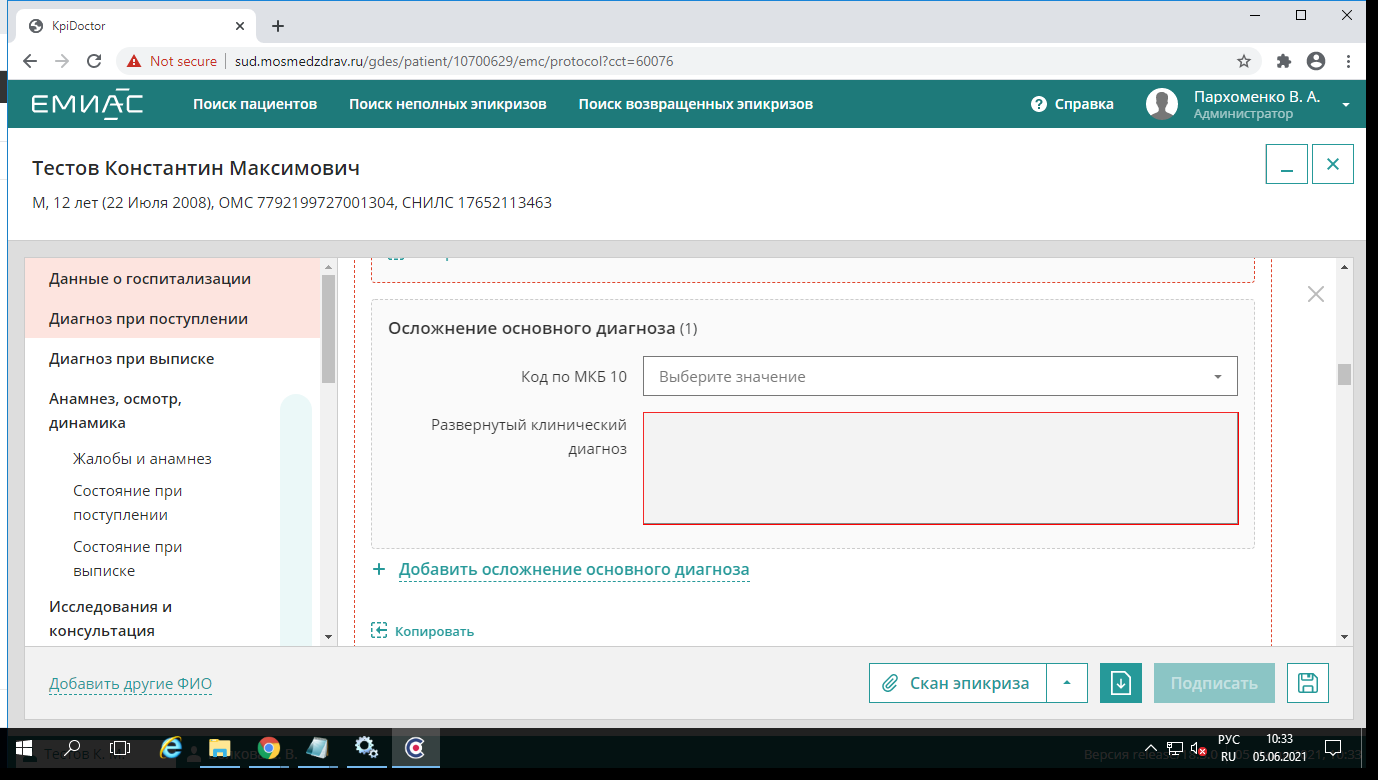 KpiDoctor
Not secure
sud.mosmedzdrav.ru/gdes/patient/10700629/emc/protocol?cct=60076
ЕМИАС
Поиск пациентов
Поиск неполных эпикризов
Поиск возвращенных эпикризов
? Справка
Пархоменко В. А.
Администратор
Тестов Константин Максимович
М, 12 лет (22 Июля 2008), ОМС 7792199727001304, СНИЛС 17652113463
Данные о госпитализации
Диагноз при поступлении
Диагноз при выписке
Анамнез, осмотр,
динамика
Жалобы и анамнез
Состояние при
поступлении
Состояние при
выписке
Исследования и
консультация
Осложнение основного диагноза (1)
Код по МКБ 10
Выберите значение
Развернутый клинический
диагноз
+ Добавить осложнение основного диагноза
Копировать
Добавить другие ФИО
Скан эпикриза
Подписать
Тестов К.
РУС
RU
10:33
05.06.2021